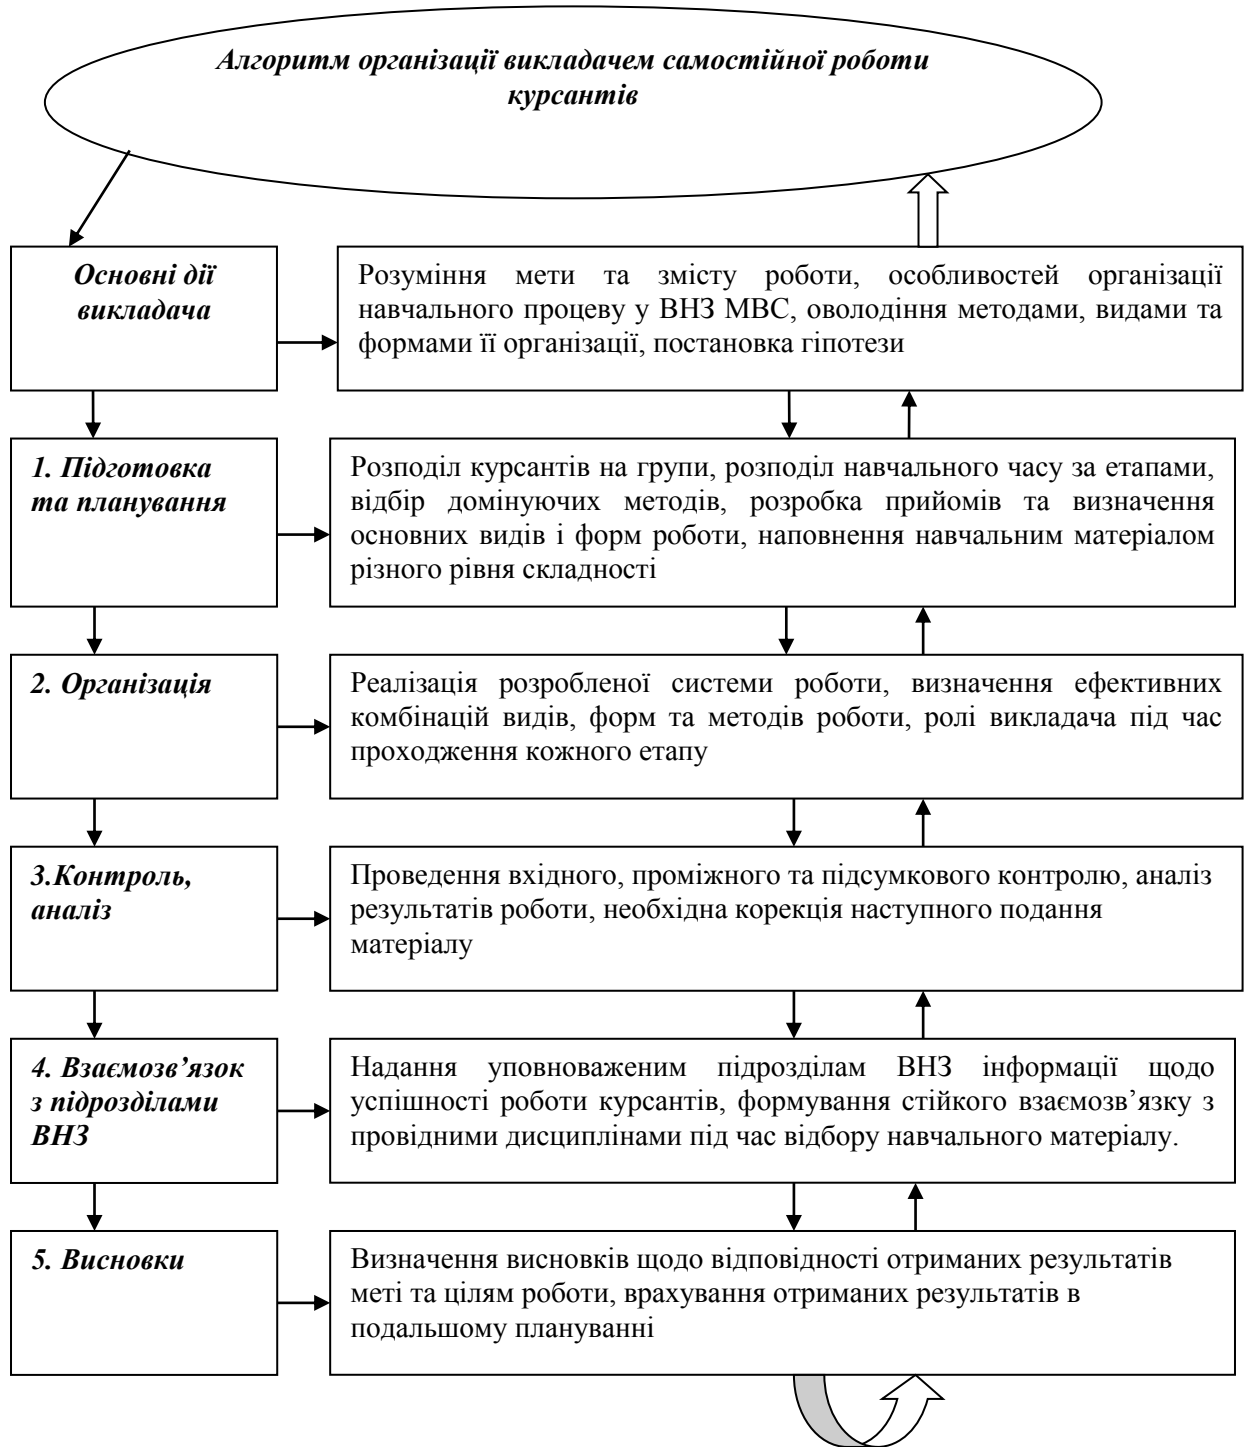 Алгоритм організації викладачем самостійної роботи
курсантів
Основні дії
викладача
Розуміння мети та змісту роботи, особливостей організації
навчального процеву у ВНЗ МВС, оволодіння методами, видами та
формами її організації, постановка гіпотези
1. Підготовка
та планування
Розподіл курсантів на групи, розподіл навчального часу за етапами,
відбір домінуючих методів, розробка прийомів та визначення
основних видів і форм роботи, наповнення навчальним матеріалом
різного рівня складності
2. Організація
Реалізація розробленої системи роботи, визначення ефективних
комбінацій видів, форм та методів роботи, ролі викладача під час
проходження кожного етапу
3.Контроль,
аналіз
Проведення вхідного, проміжного та підсумкового контролю, аналіз
результатів роботи, необхідна корекція наступного подання
матеріалу
4. Взаємозв’язок
з підрозділами
ВНЗ
Надання уповноваженим підрозділам ВНЗ інформації щодо
успішності роботи курсантів, формування стійкого взаємозв’язку з
провідними дисциплінами під час відбору навчального матеріалу.
5. Висновки
Визначення висновків щодо відповідності отриманих результатів
меті та цілям роботи, врахування отриманих результатів в
подальшому плануванні